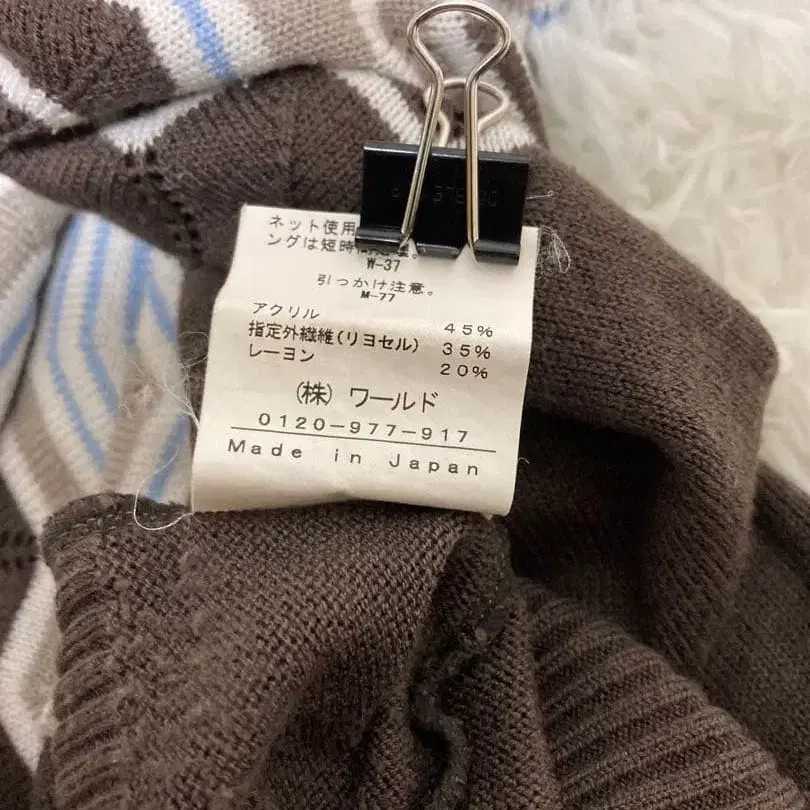 ネット使用
ングは短時間
W-37
引っかけ注意。
M-77
アクリル 45%
指定外繊維(リヨセル) 35%
レーヨン 20%
(株) ワールド
0120-977-917
Made in Japan